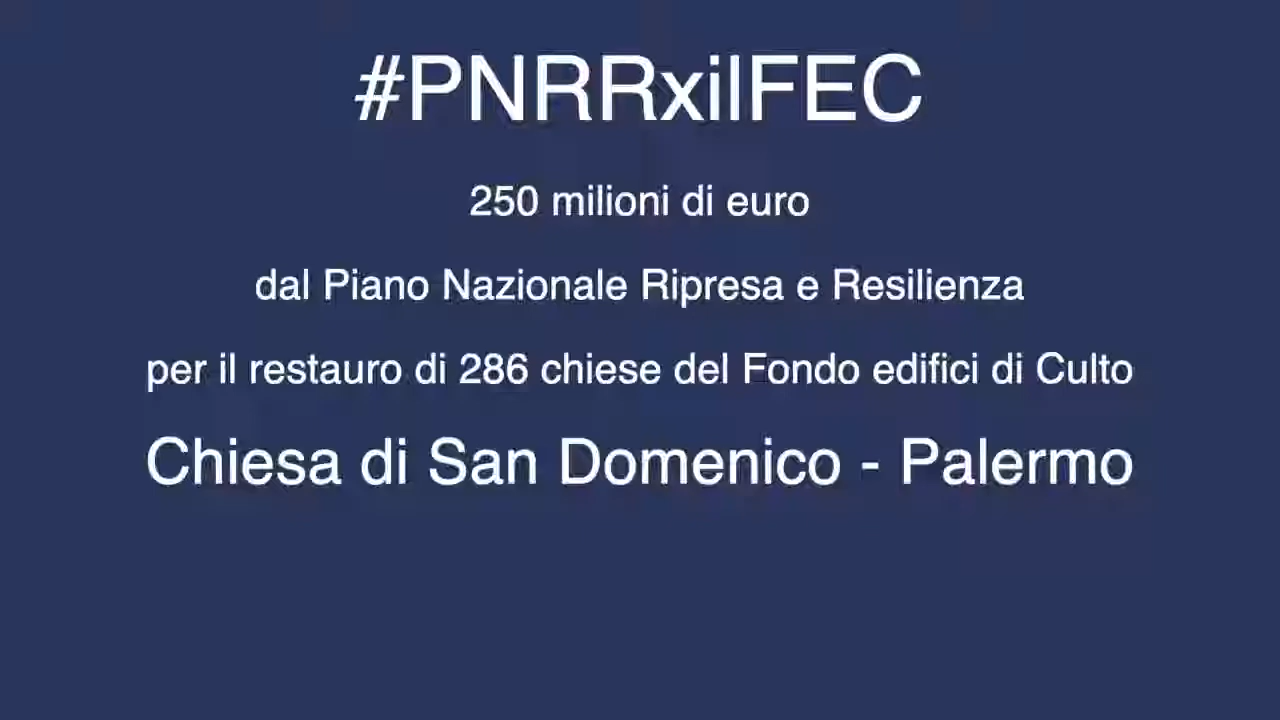 #PNRRxilFEC
250 milioni di euro
dal Piano Nazionale Ripresa e Resilienza
per il restauro di 286 chiese del Fondo edifici di Culto
Chiesa di San Domenico - Palermo